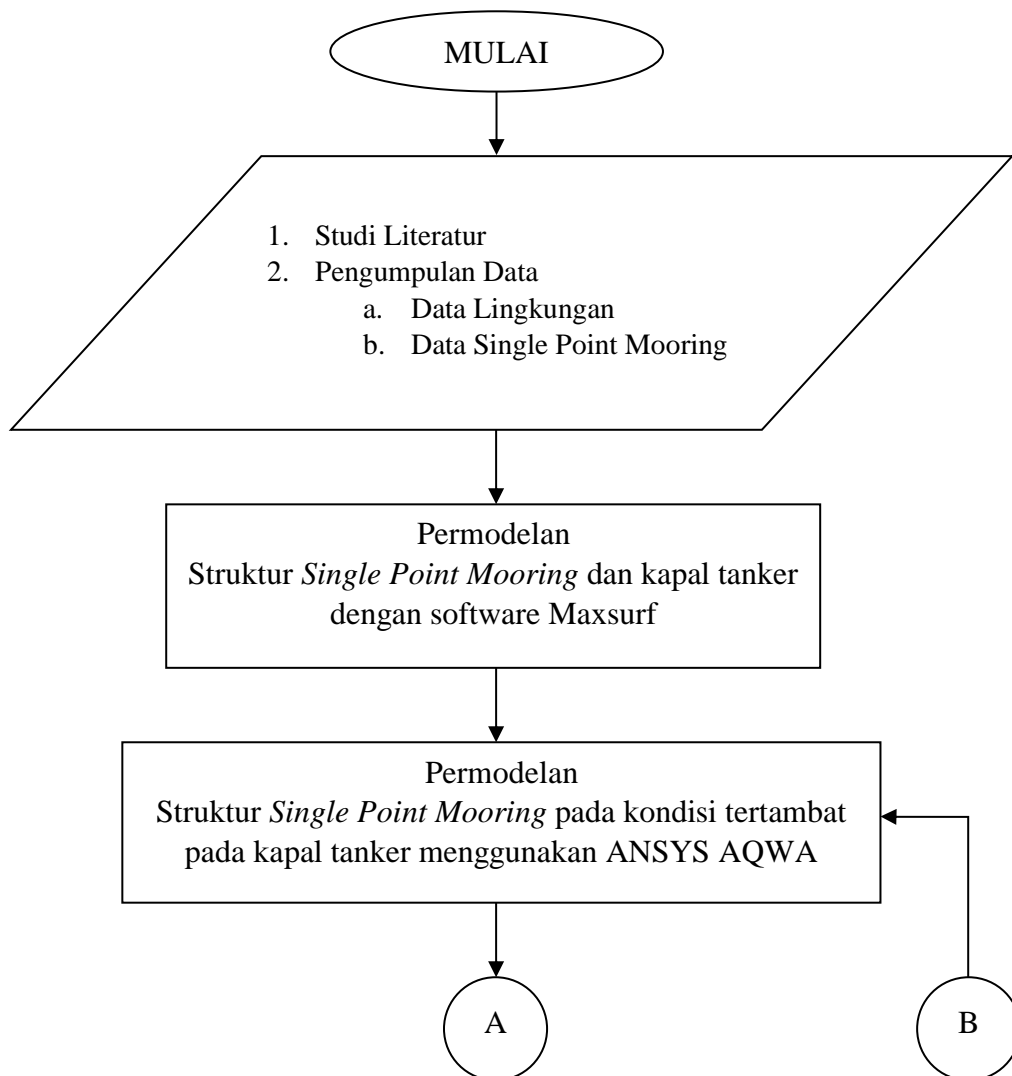 MULAI
1. Studi Literatur
2. Pengumpulan Data
a. Data Lingkungan
b. Data Single Point Mooring
Permodelan
Struktur Single Point Mooring dan kapal tanker
dengan software Maxsurf
Permodelan
Struktur Single Point Mooring pada kondisi tertambat
pada kapal tanker menggunakan ANSYS AQWA
A
B